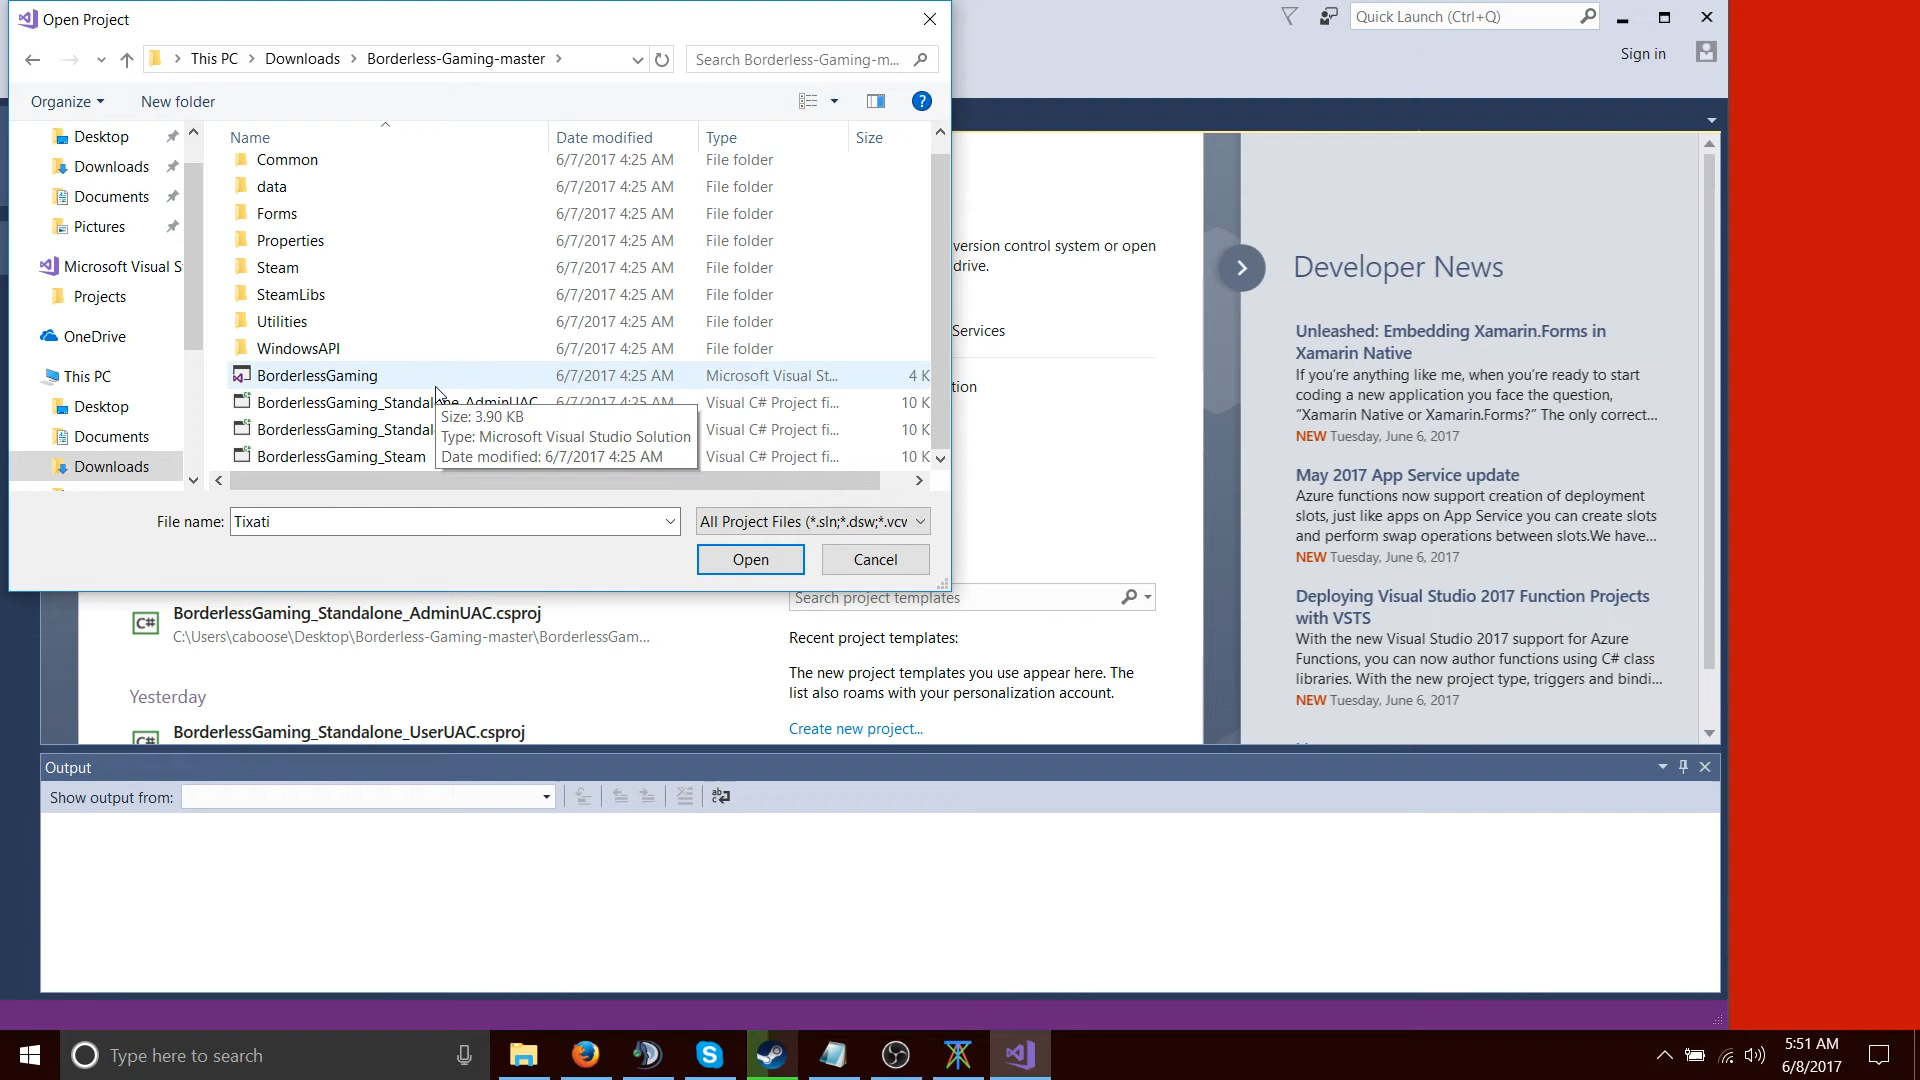 Open Project
Quick Launch (Ctrl+Q)
Sign in
This PC > Downloads > Borderless-Gaming-master >
Search Borderless-Gaming-m...
Organize
New folder
Desktop
Downloads
Documents
Pictures
Microsoft Visual S
Projects
OneDrive
This PC
Desktop
Documents
Downloads
Name Date modified Type Size
Common 6/7/2017 4:25 AM File folder
data 6/7/2017 4:25 AM File folder
Forms 6/7/2017 4:25 AM File folder
Properties 6/7/2017 4:25 AM File folder
Steam 6/7/2017 4:25 AM File folder
SteamLibs 6/7/2017 4:25 AM File folder
Utilities 6/7/2017 4:25 AM File folder
WindowsAPI 6/7/2017 4:25 AM File folder
BorderlessGaming 6/7/2017 4:25 AM Microsoft Visual St... 4 K
BorderlessGaming_Standalone_AdminUAC 6/7/2017 4:25 AM Visual C# Project fi... 10 K
BorderlessGaming_Standal Visual C# Project fi... 10 K
BorderlessGaming_Steam Visual C# Project fi... 10 K
Size: 3.90 KB
Type: Microsoft Visual Studio Solution
Date modified: 6/7/2017 4:25 AM
File name: Tixati
All Project Files (*.sln;*.dsw;*.vcw
Open
Cancel
version control system or open
drive.
Services
tion
BorderlessGaming_Standalone_AdminUAC.csproj
C:\Users\caboose\Desktop\Borderless-Gaming-master\BorderlessGam...
Yesterday
BorderlessGaming_Standalone_UserUAC.csproj
Search project templates
Recent project templates:
The new project templates you use appear here. The
list also roams with your personalization account.
Create new project...
Developer News
Unleashed: Embedding Xamarin.Forms in
Xamarin Native
If you're anything like me, when you're ready to start
coding a new application you face the question,
“Xamarin Native or Xamarin.Forms?” The only correct...
NEW Tuesday, June 6, 2017
May 2017 App Service update
Azure functions now support creation of deployment
slots, just like apps on App Service you can create slots
and perform swap operations between slots.We have...
NEW Tuesday, June 6, 2017
Deploying Visual Studio 2017 Function Projects
with VSTS
With the new Visual Studio 2017 support for Azure
Functions, you can now author functions using C# class
libraries. With the new project type, triggers and bindi...
NEW Tuesday, June 6, 2017
Output
Show output from:
Type here to search
5:51 AM
6/8/2017